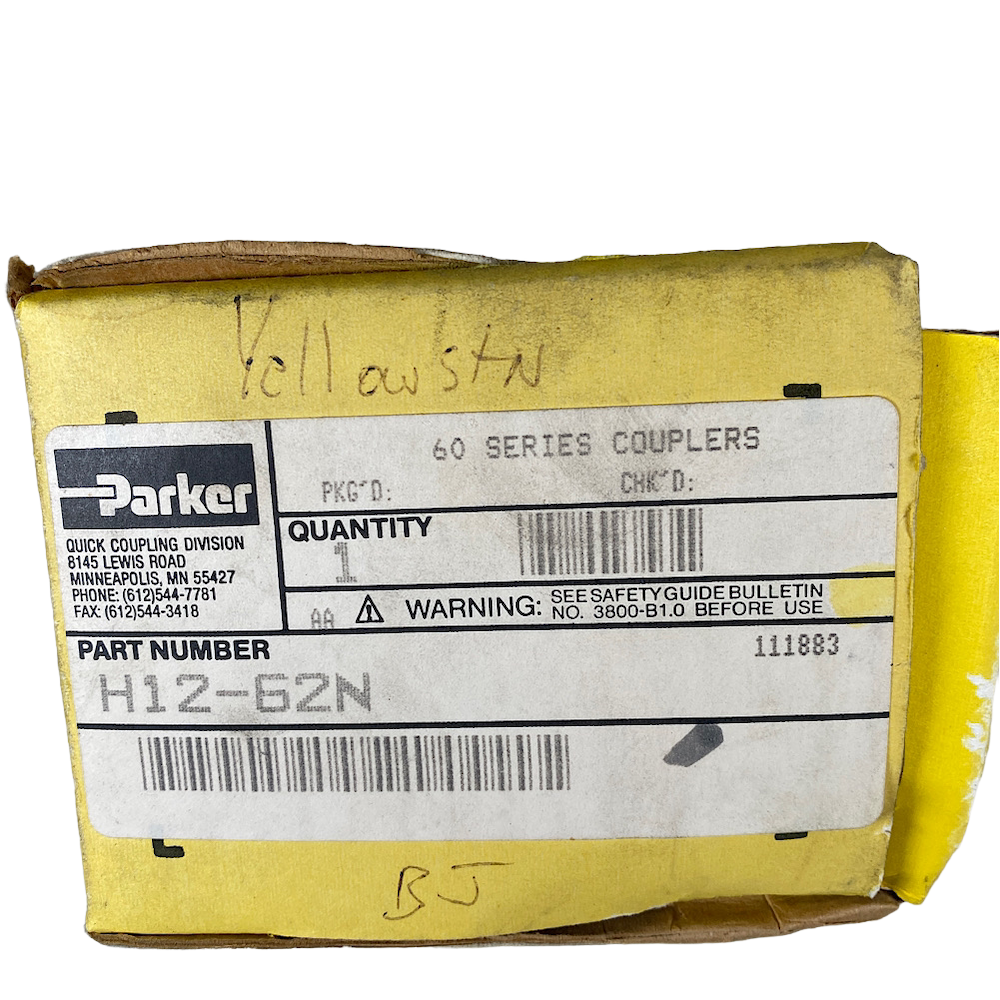 Yellow'stN
Parker
QUICK COUPLING DIVISION
8145 LEWIS ROAD
MINNEAPOLIS, MN 55427
PHONE: (612)544-7781
FAX: (612)544-3418
60 SERIES COUPLERS
PKG'D: CHK'D:
QUANTITY
1
AA WARNING: SEE SAFETY GUIDE BULLETIN
NO. 3800-B1.0 BEFORE USE
PART NUMBER 111883
H12-62N
BJ